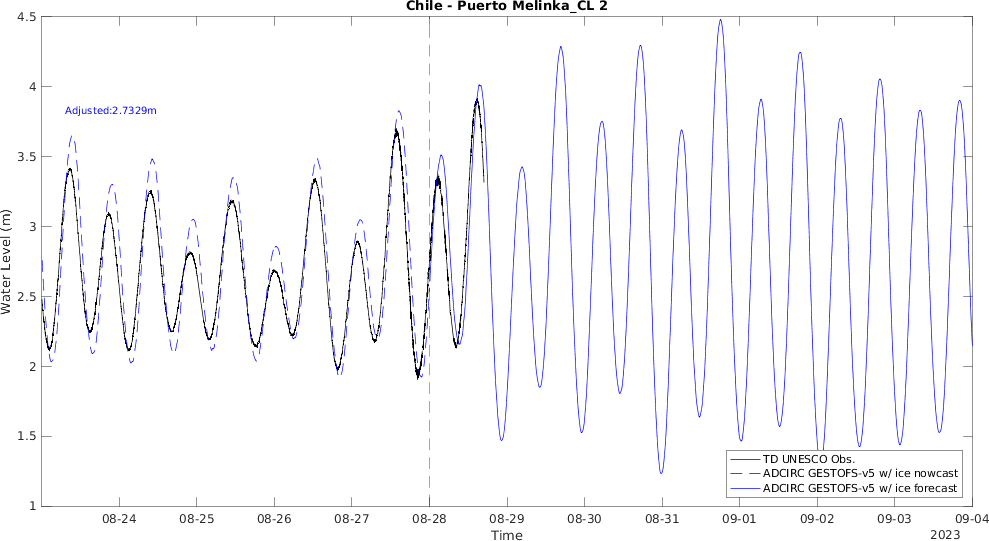 Chile - Puerto Melinka_CL 2
4.5
4
3.5
3
2.5
2
1.5
1
Water Level (m)
Adjusted:2.7329m
TD UNESCO Obs.
ADCIRC GESTOFS-v5 w/ ice nowcast
ADCIRC GESTOFS-v5 w/ ice forecast
08-24 08-25 08-26 08-27 08-28 08-29 08-30 08-31 09-01 09-02 09-03 09-04
Time
2023